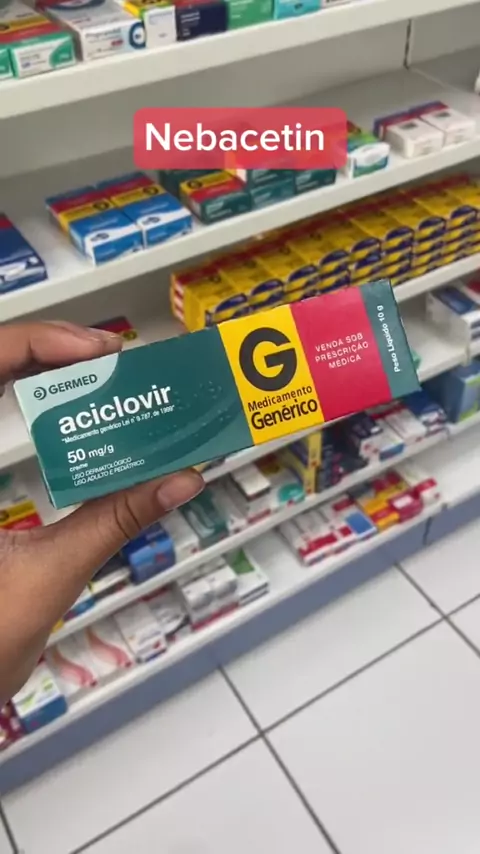 Nebacetin
GERMED
aciclovir
"Medicamento genérico Lei nº 9.787, de 1999"
50 mg/g
creme
USO DERMATOLÓGICO
USO ADULTO E PEDIÁTRICO
G
Medicamento
Genérico
VENDA SOB
PRESCRIÇÃO
MÉDICA
Peso Líquido 10 g